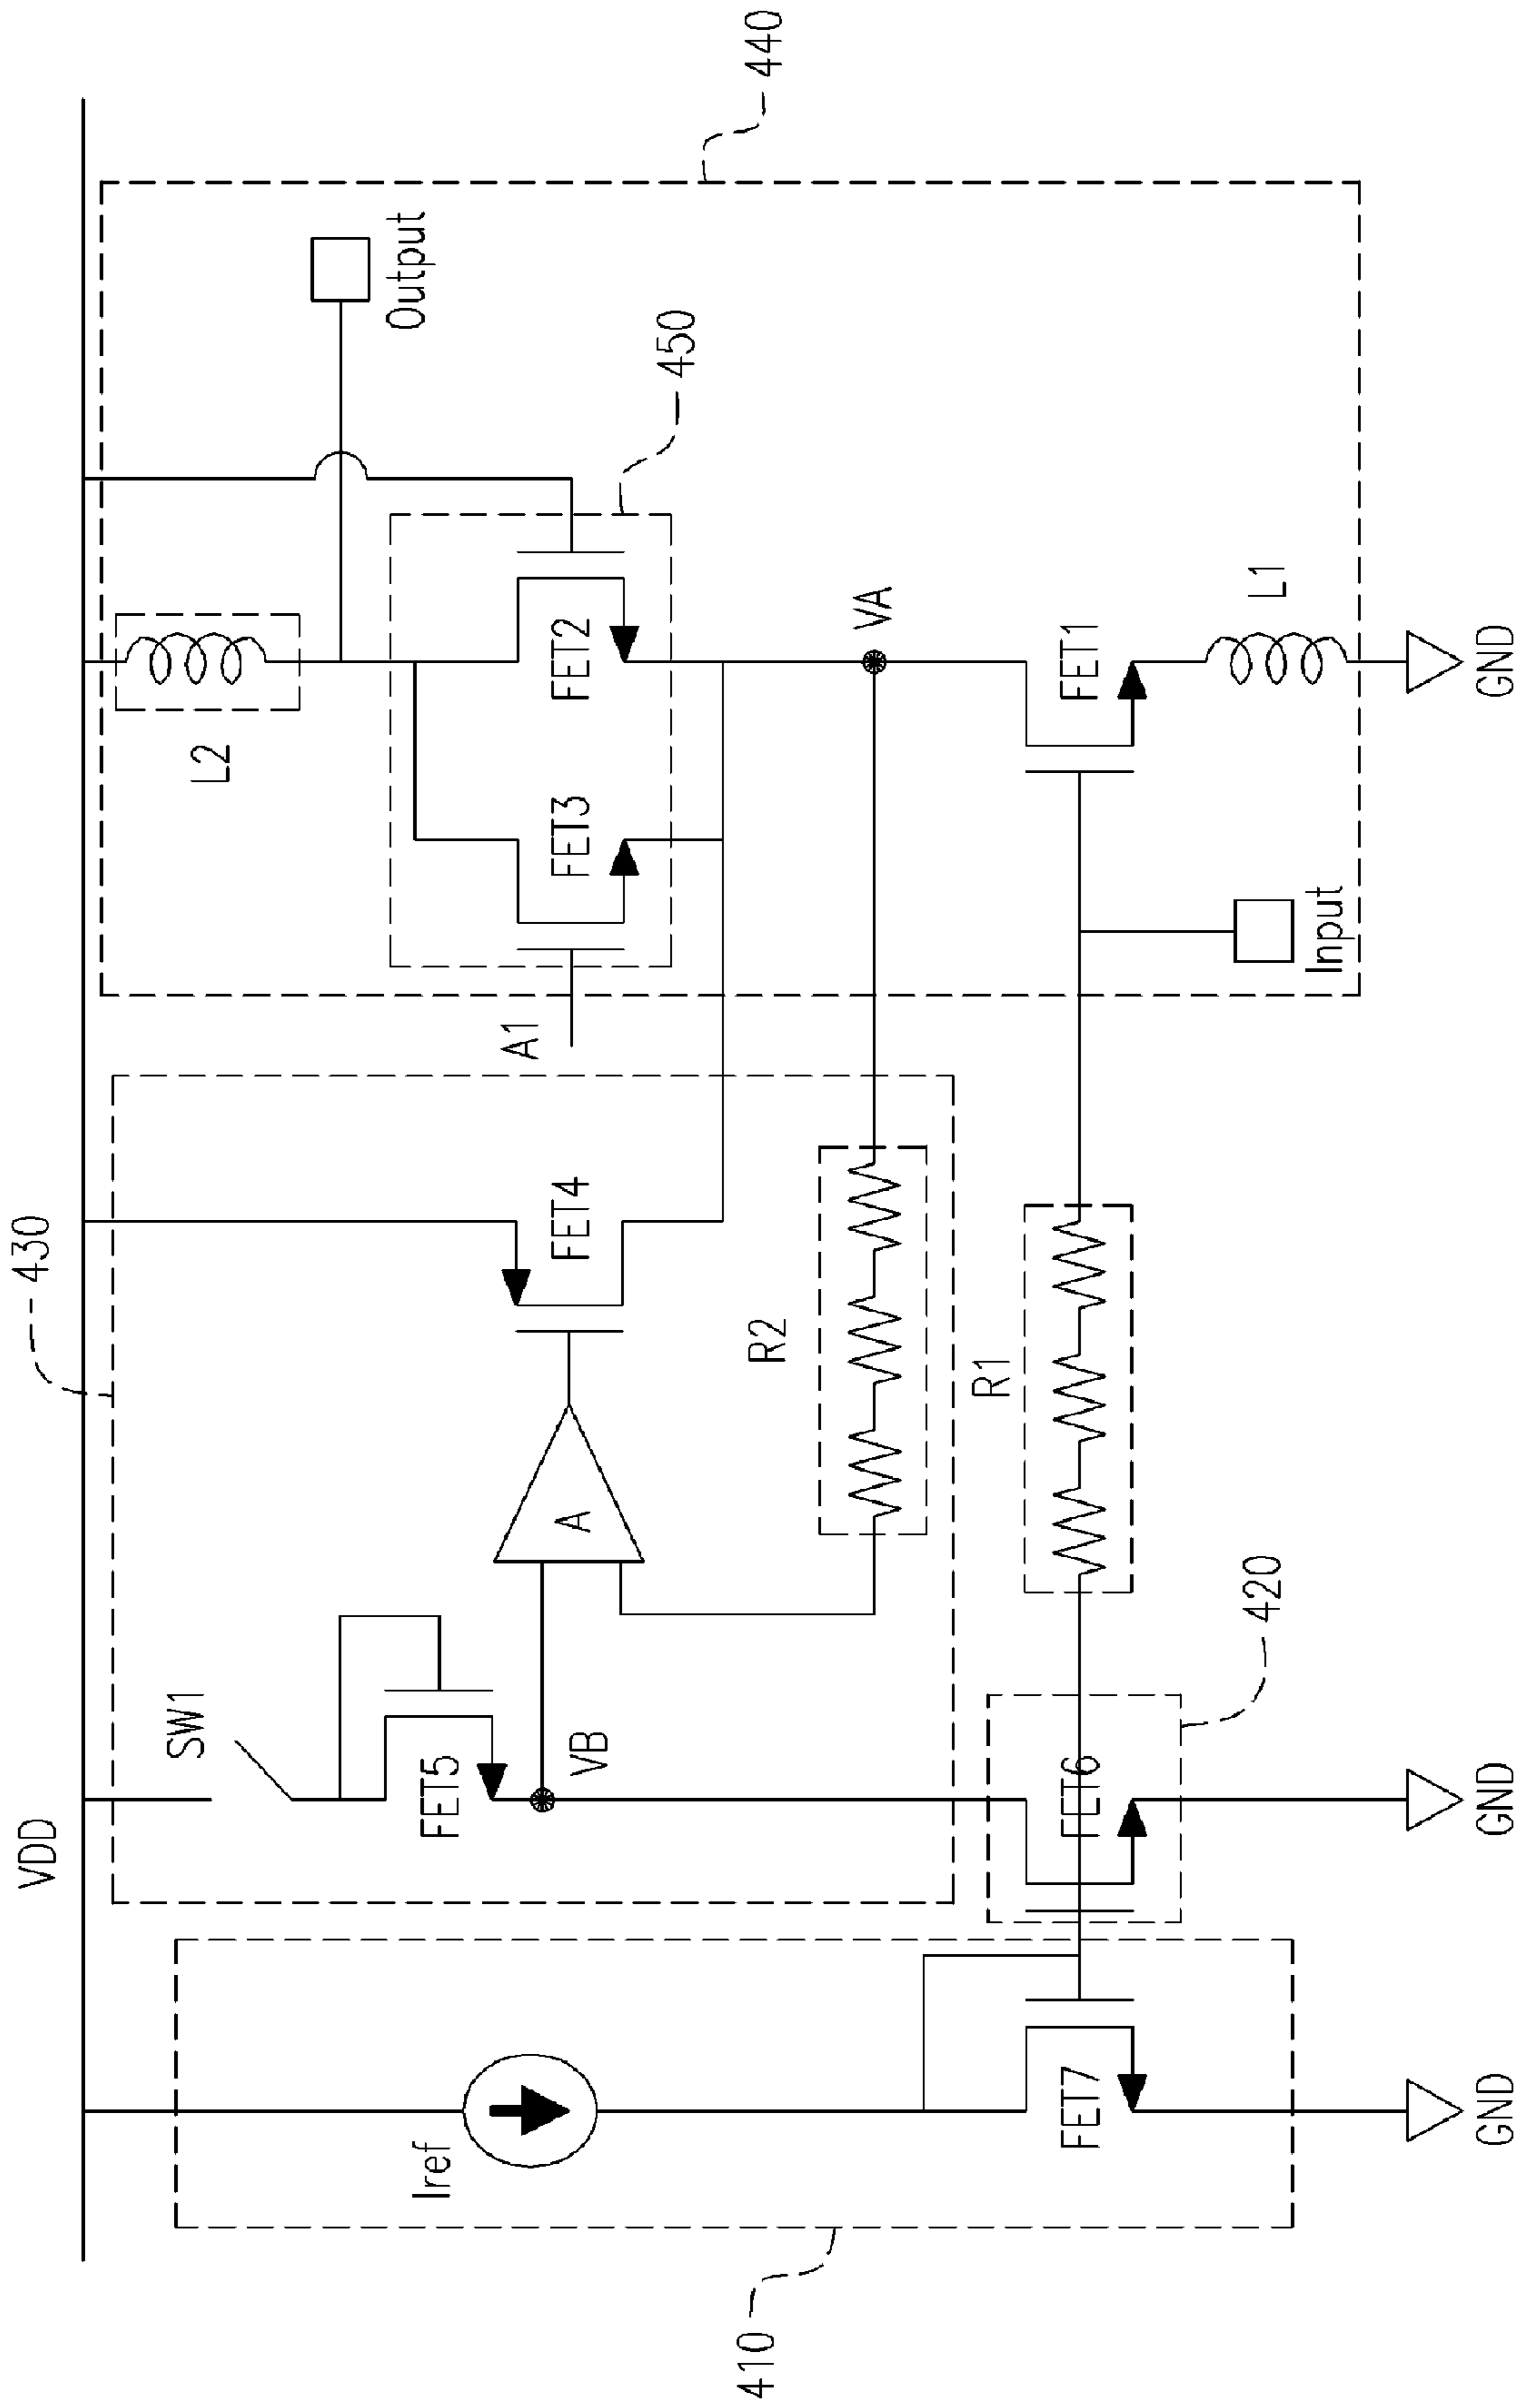 VDD
430
440
410
Iref
FET7
GND
SW1
FET5
VB
FET6
420
GND
A
FET4
R2
R1
A1
L2
FET3
FET2
450
Output
VA
FET1
Input
L1
GND